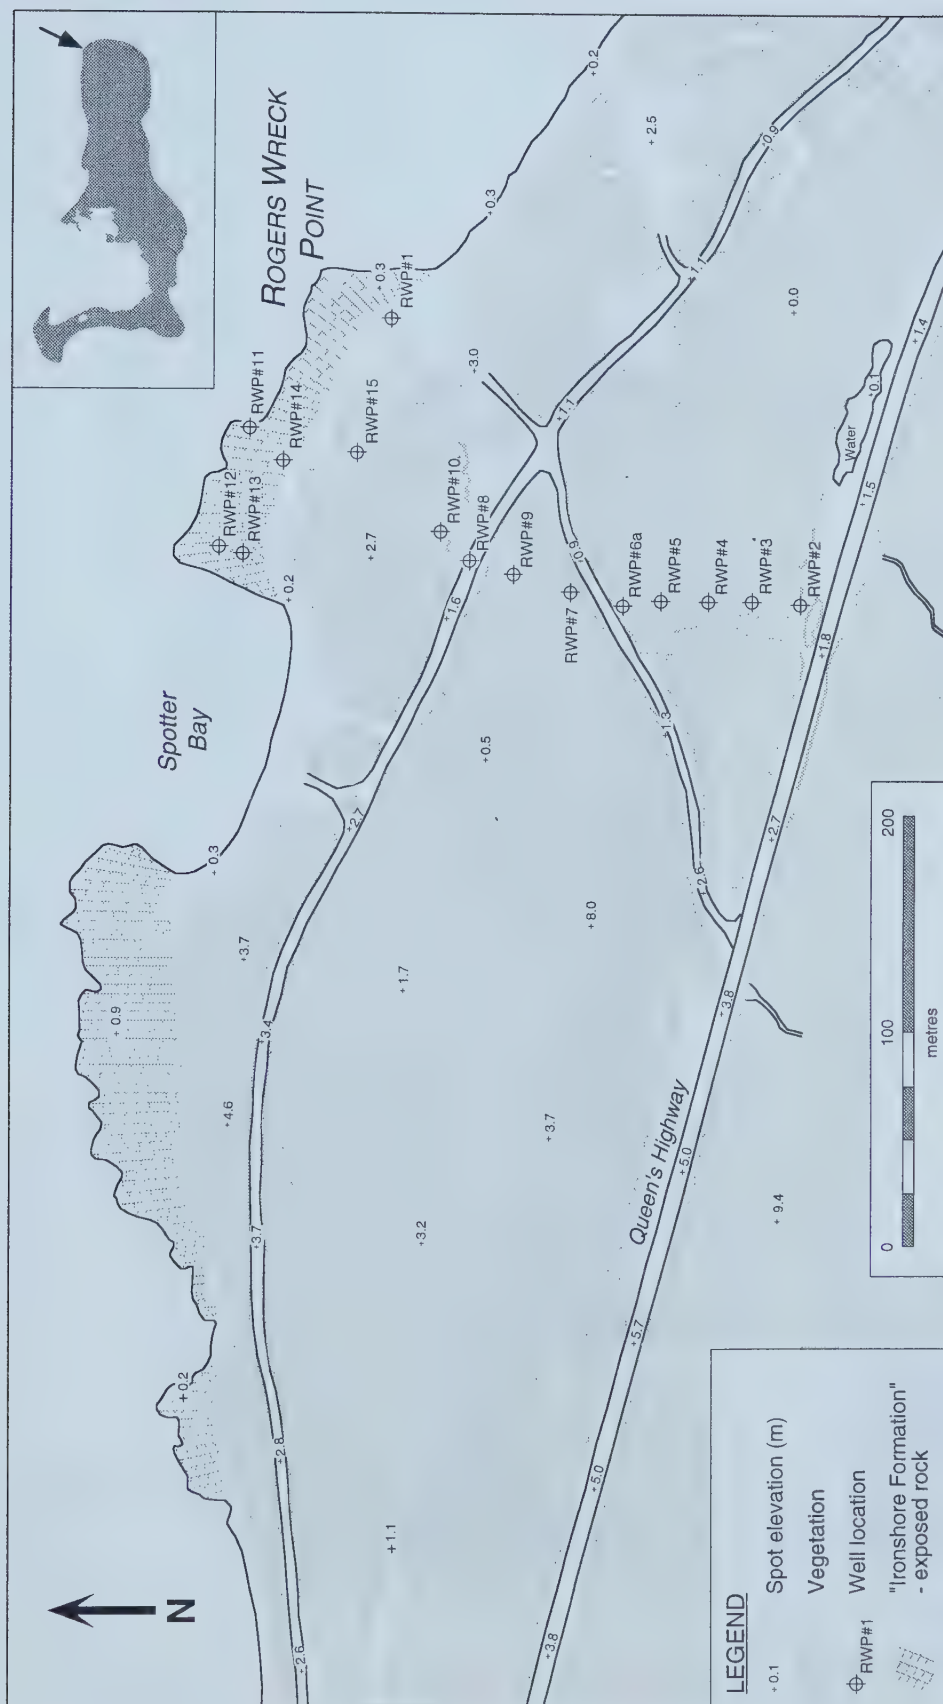 N
ROGERS WRECK
POINT
Spotter
Bay
RWP#11
RWP#12
RWP#14
RWP#13
RWP#1
RWP#15
RWP#10
RWP#8
RWP#9
RWP#7
RWP#6a
RWP#5
RWP#4
RWP#3
RWP#2
Water
Queen's Highway
+0.2
+0.9
+0.3
+0.2
+0.3
+0.3
+0.2
+4.6
+3.7
+2.7
+2.5
+2.6
+2.8
+3.7
+3.4
+2.7
+1.6
+3.0
+1.1
+1.1
+0.9
+1.1
+3.2
+1.7
+0.5
+0.9
+3.7
+8.0
+1.3
+2.6
+0.0
+0.1
+3.8
+5.0
+5.7
+5.0
+3.8
+2.7
+1.8
+1.5
+1.4
+9.4
LEGEND
+0.1 Spot elevation (m)
Vegetation
RWP#1 Well location
"Ironshore Formation"
- exposed rock
0 100 200
metres